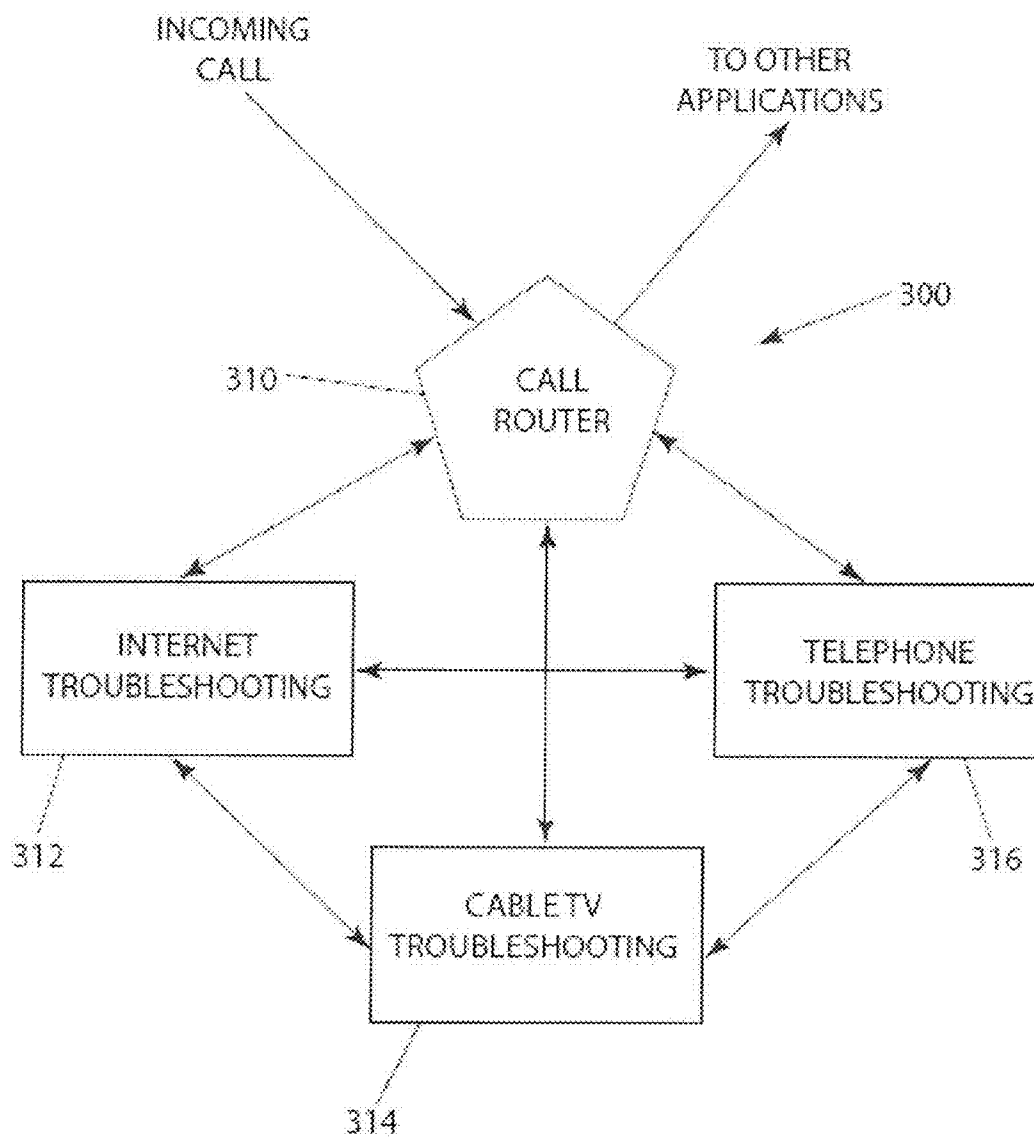 INCOMING
CALL
TO OTHER
APPLICATIONS
300
310
CALL
ROUTER
INTERNET
TROUBLESHOOTING
TELEPHONE
TROUBLESHOOTING
312
316
CABLE TV
TROUBLESHOOTING
314